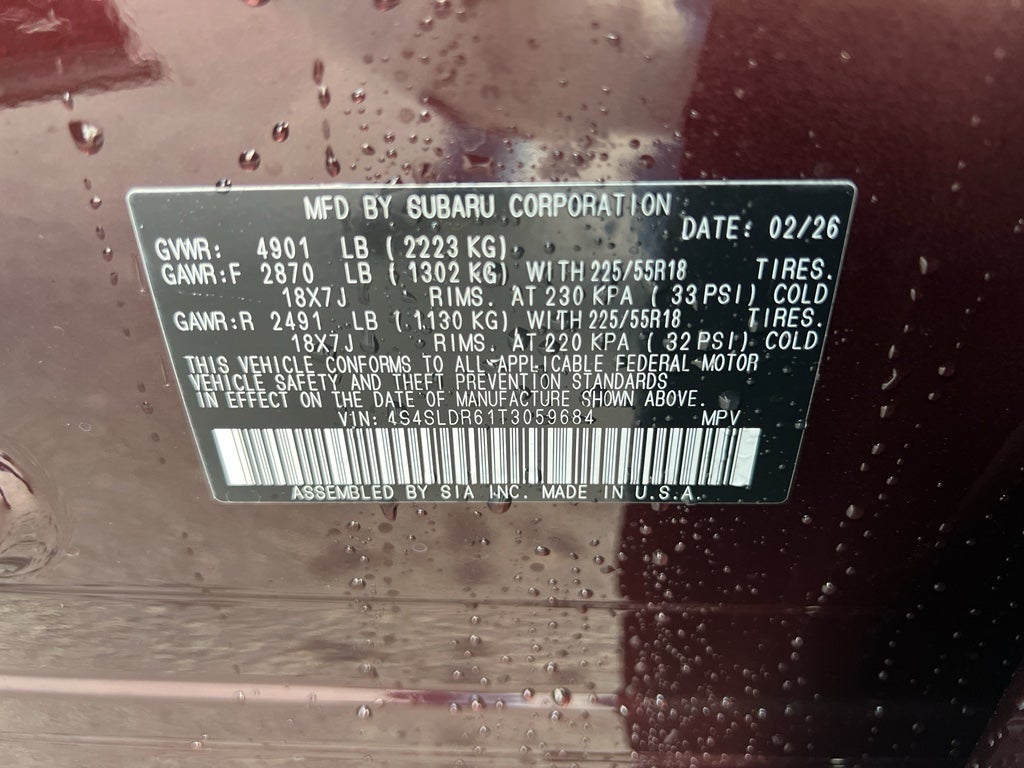 MFD BY SUBARU CORPORATION
DATE: 02/26
GVWR: 4901 LB ( 2223 KG)
GAWR:F 2870 LB ( 1302 KG) WITH 225/55R18 TIRES.
18X7J RIMS. AT 230 KPA ( 33 PSI) COLD
GAWR:R 2491 LB ( 1130 KG) WITH 225/55R18 TIRES.
18X7J RIMS. AT 220 KPA ( 32 PSI) COLD
THIS VEHICLE CONFORMS TO ALL APPLICABLE FEDERAL MOTOR
VEHICLE SAFETY AND THEFT PREVENTION STANDARDS
IN EFFECT ON THE DATE OF MANUFACTURE SHOWN ABOVE.
VIN: 4S4SLDR61T3059684 MPV
ASSEMBLED BY SIA INC. MADE IN U.S.A.